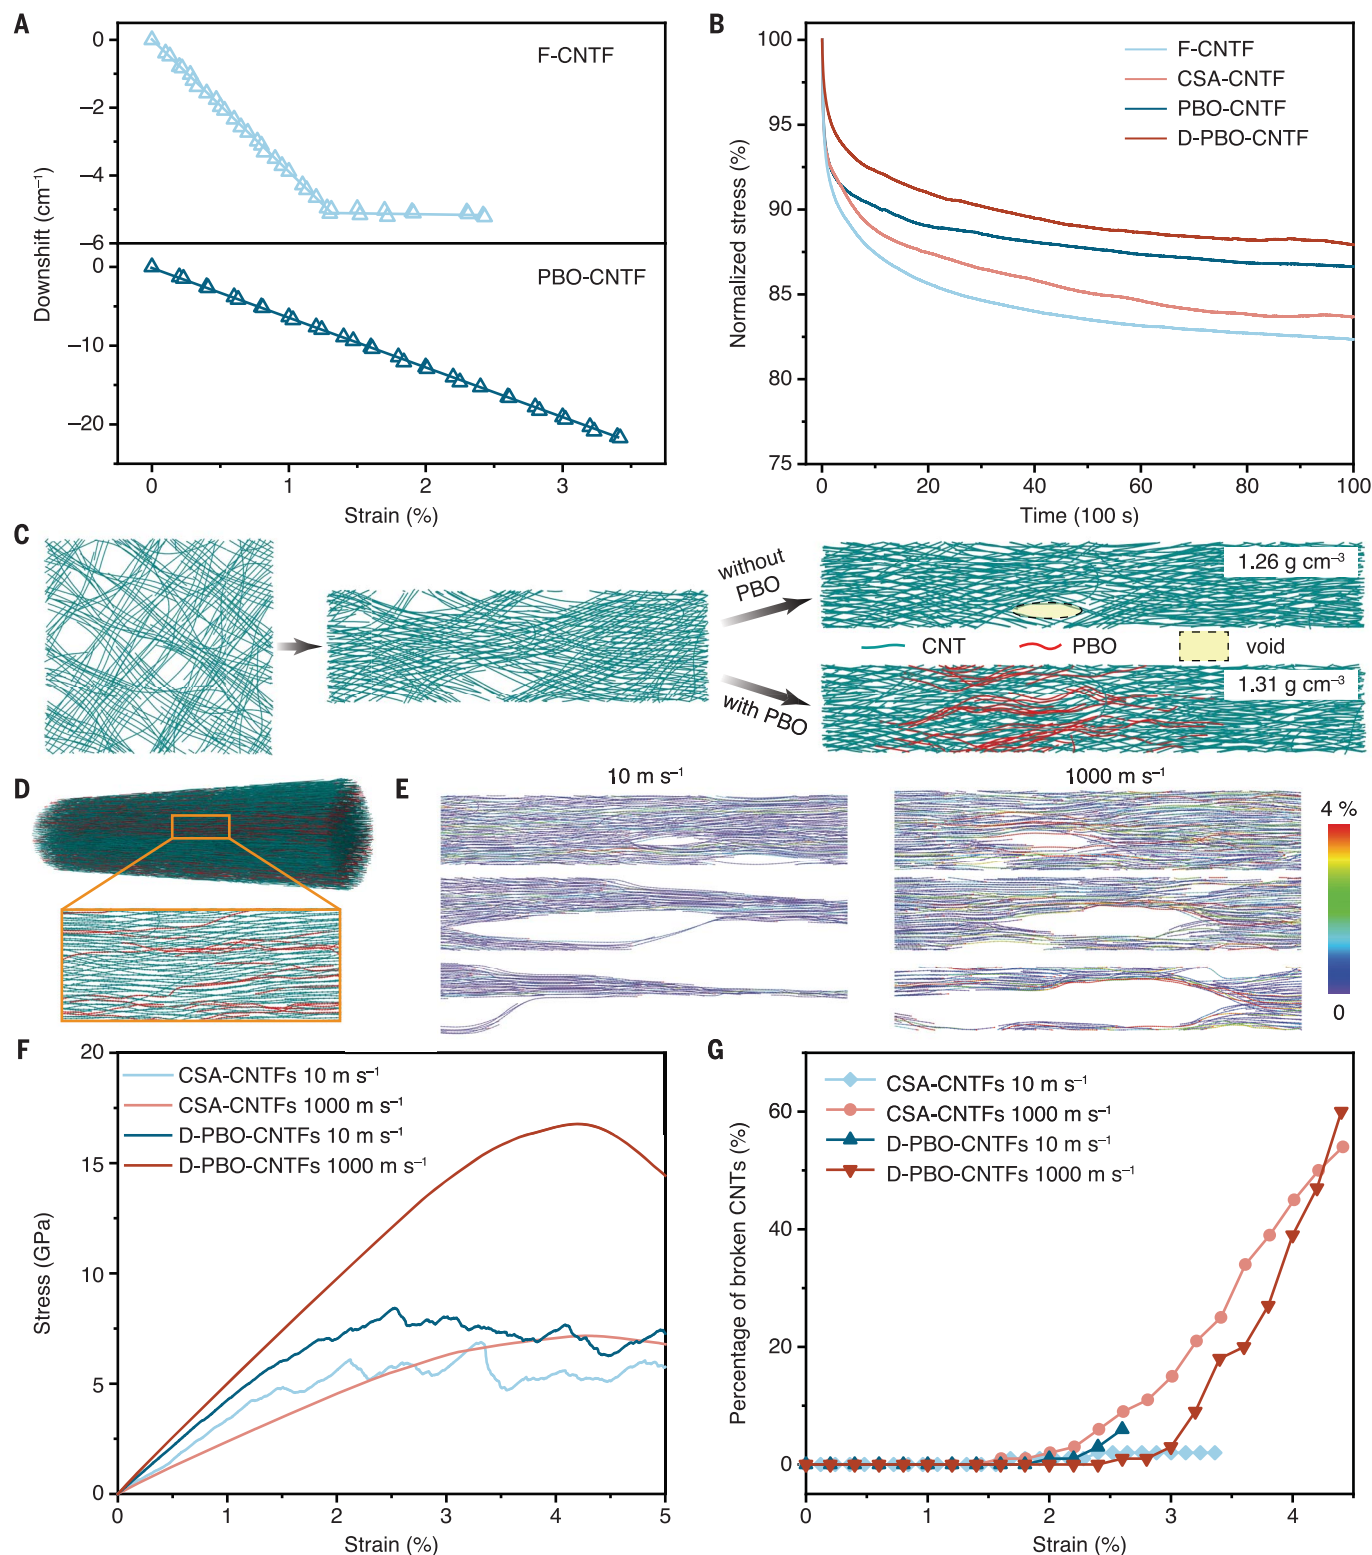 A
0
−2
−4
−6
F-CNTF
0
−10
−20
PBO-CNTF
Downshift (cm⁻¹)
0 1 2 3
Strain (%)
B
100
95
90
85
80
75
F-CNTF
CSA-CNTF
PBO-CNTF
D-PBO-CNTF
Normalized stress (%)
0 20 40 60 80 100
Time (100 s)
C
without
PBO
with PBO
1.26 g cm⁻³
CNT PBO void
1.31 g cm⁻³
D
E
10 m s⁻¹
1000 m s⁻¹
4 %
0
F
20
15
10
5
0
CSA-CNTFs 10 m s⁻¹
CSA-CNTFs 1000 m s⁻¹
D-PBO-CNTFs 10 m s⁻¹
D-PBO-CNTFs 1000 m s⁻¹
Stress (GPa)
0 1 2 3 4 5
Strain (%)
G
60
40
20
0
CSA-CNTFs 10 m s⁻¹
CSA-CNTFs 1000 m s⁻¹
D-PBO-CNTFs 10 m s⁻¹
D-PBO-CNTFs 1000 m s⁻¹
Percentage of broken CNTs (%)
0 1 2 3 4
Strain (%)